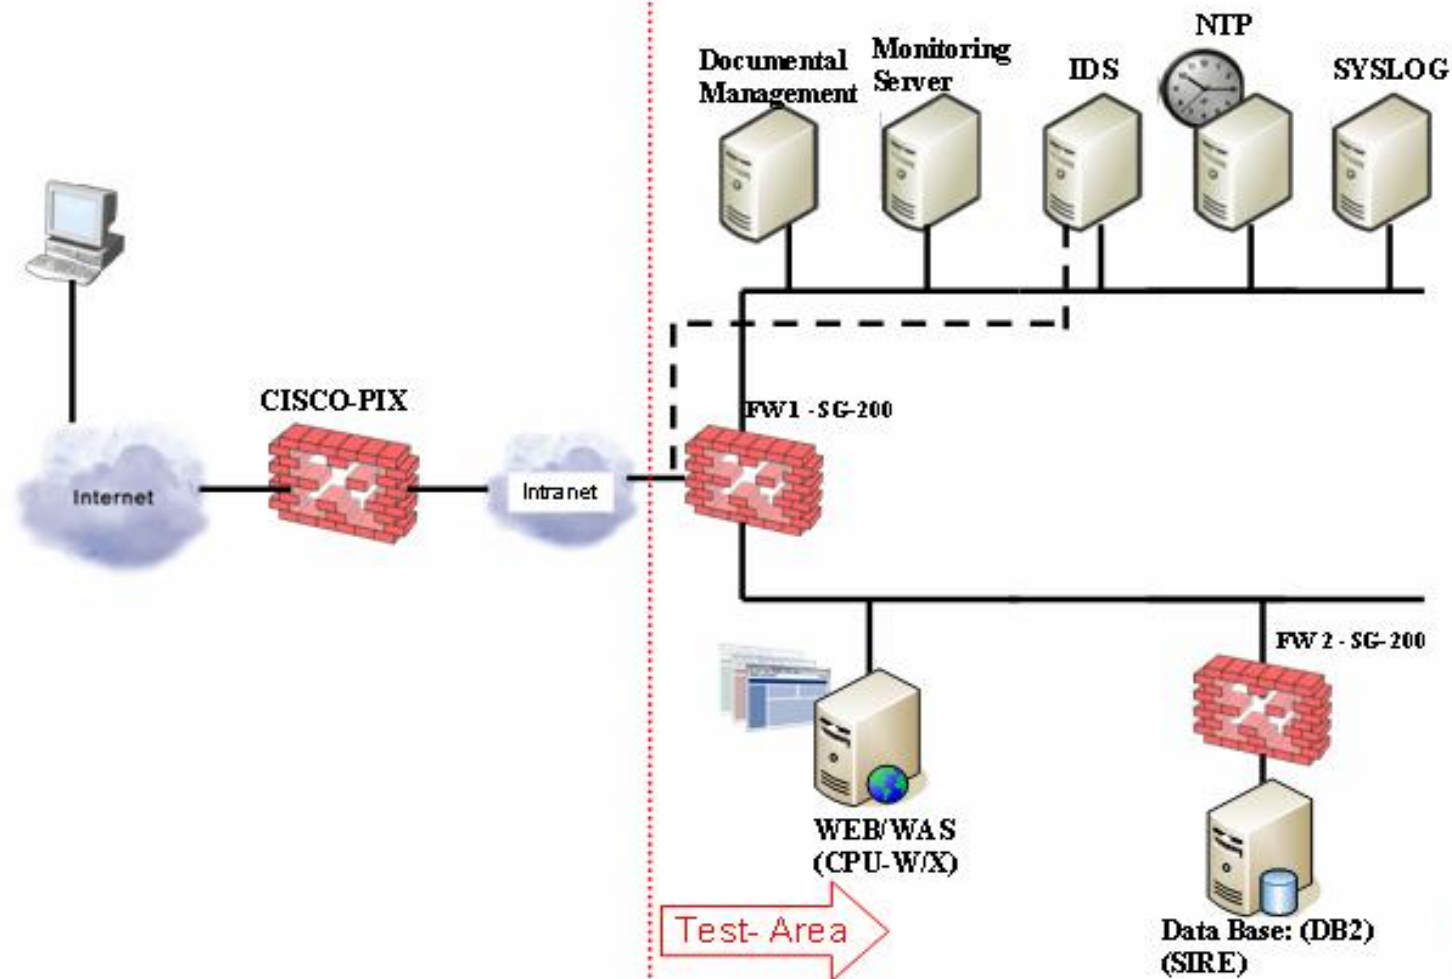 NTP
Documental
Management
Monitoring
Server
IDS
SYSLOG
CISCO-PIX
FW1 - SG-200
Internet
Intranet
FW 2 - SG-200
WEB/WAS
(CPU-W/X)
Test- Area
Data Base: (DB2)
(SIRE)